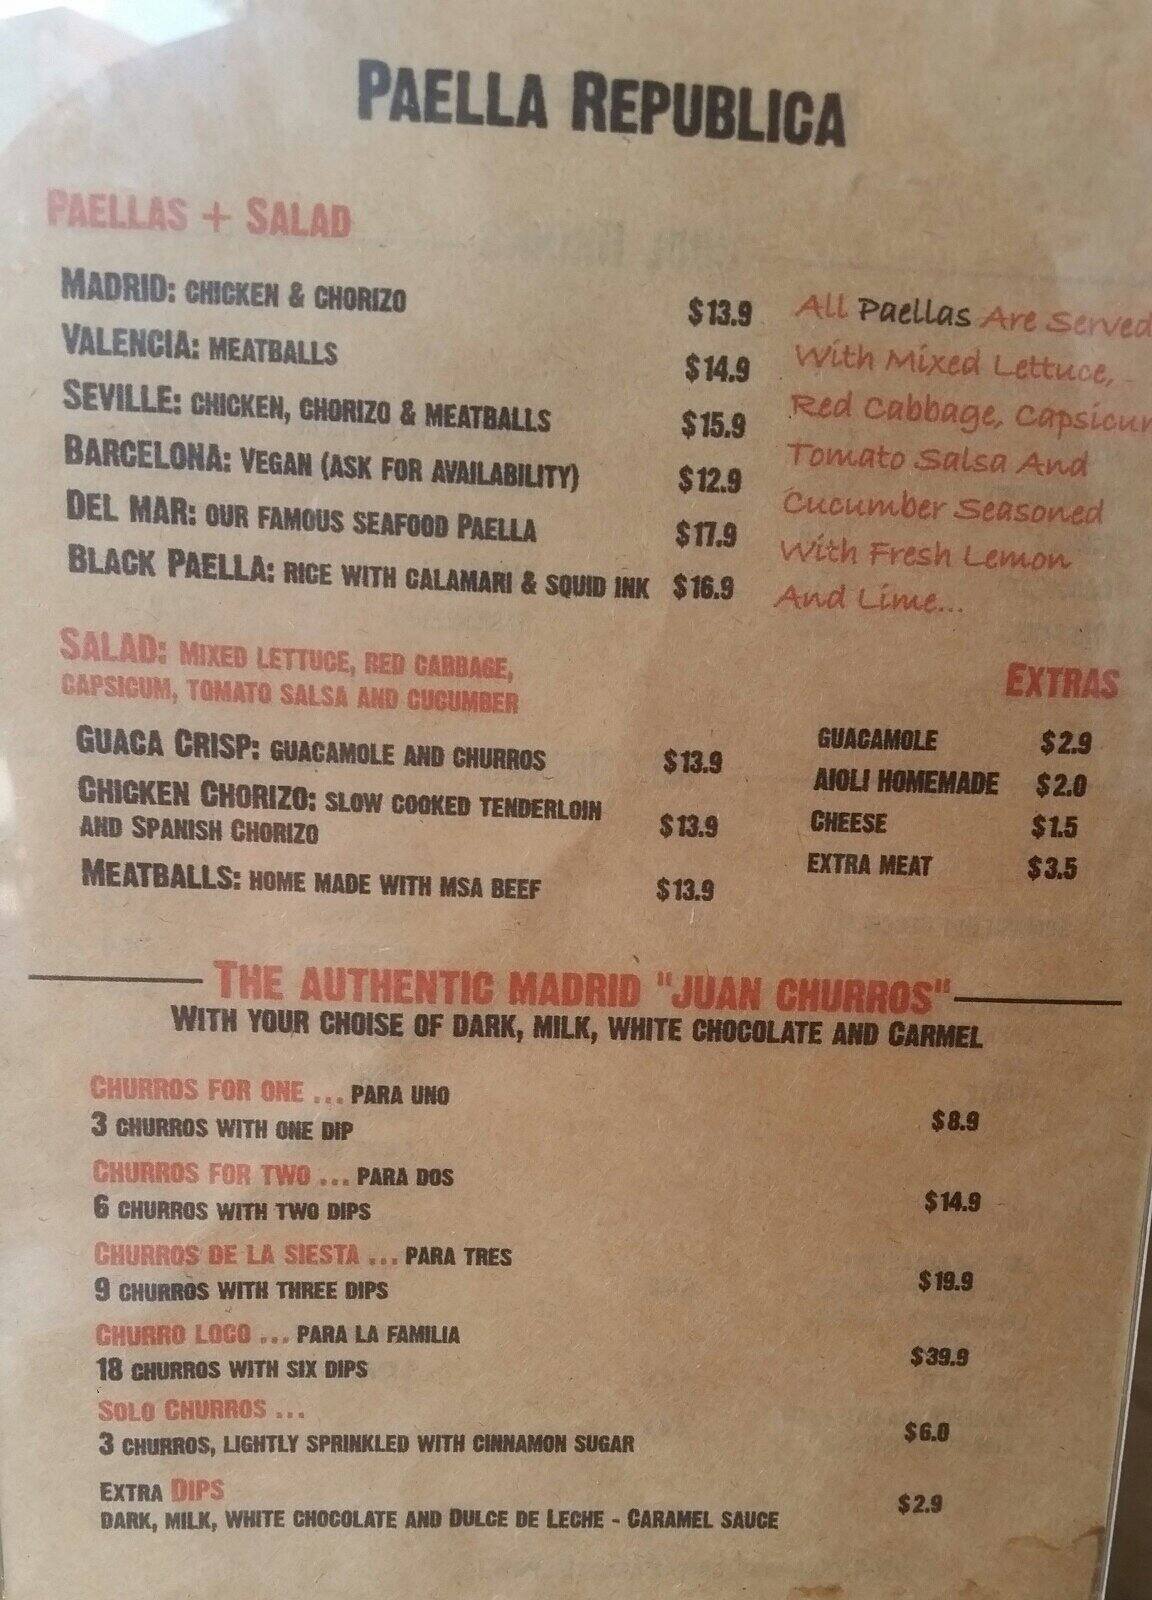 PAELLA REPUBLICA
PAELLAS + SALAD
MADRID: CHICKEN & CHORIZO $13.9
VALENCIA: MEATBALLS $14.9
SEVILLE: CHICKEN, CHORIZO & MEATBALLS $15.9
BARCELONA: VEGAN (ASK FOR AVAILABILITY) $12.9
DEL MAR: OUR FAMOUS SEAFOOD PAELLA $17.9
BLACK PAELLA: RICE WITH CALAMARI & SQUID INK $16.9
All Paellas Are Served
With Mixed Lettuce,
Red Cabbage, Capsicum
Tomato Salsa And
Cucumber Seasoned
With Fresh Lemon
And Lime...
SALAD: MIXED LETTUCE, RED CABBAGE,
CAPSICUM, TOMATO SALSA AND CUCUMBER
GUACA CRISP: GUACAMOLE AND CHURROS $13.9
CHICKEN CHORIZO: SLOW COOKED TENDERLOIN
AND SPANISH CHORIZO $13.9
MEATBALLS: HOME MADE WITH MSA BEEF $13.9
EXTRAS
GUACAMOLE $2.9
AIOLI HOMEMADE $2.0
CHEESE $1.5
EXTRA MEAT $3.5
THE AUTHENTIC MADRID "JUAN CHURROS"
WITH YOUR CHOISE OF DARK, MILK, WHITE CHOCOLATE AND CARMEL
CHURROS FOR ONE ... PARA UNO
3 CHURROS WITH ONE DIP $8.9
CHURROS FOR TWO ... PARA DOS
6 CHURROS WITH TWO DIPS $14.9
CHURROS DE LA SIESTA ... PARA TRES
9 CHURROS WITH THREE DIPS $19.9
CHURRO LOCO ... PARA LA FAMILIA
18 CHURROS WITH SIX DIPS $39.9
SOLO CHURROS ...
3 CHURROS, LIGHTLY SPRINKLED WITH CINNAMON SUGAR $6.0
EXTRA DIPS
DARK, MILK, WHITE CHOCOLATE AND DULCE DE LECHE - CARAMEL SAUCE $2.9